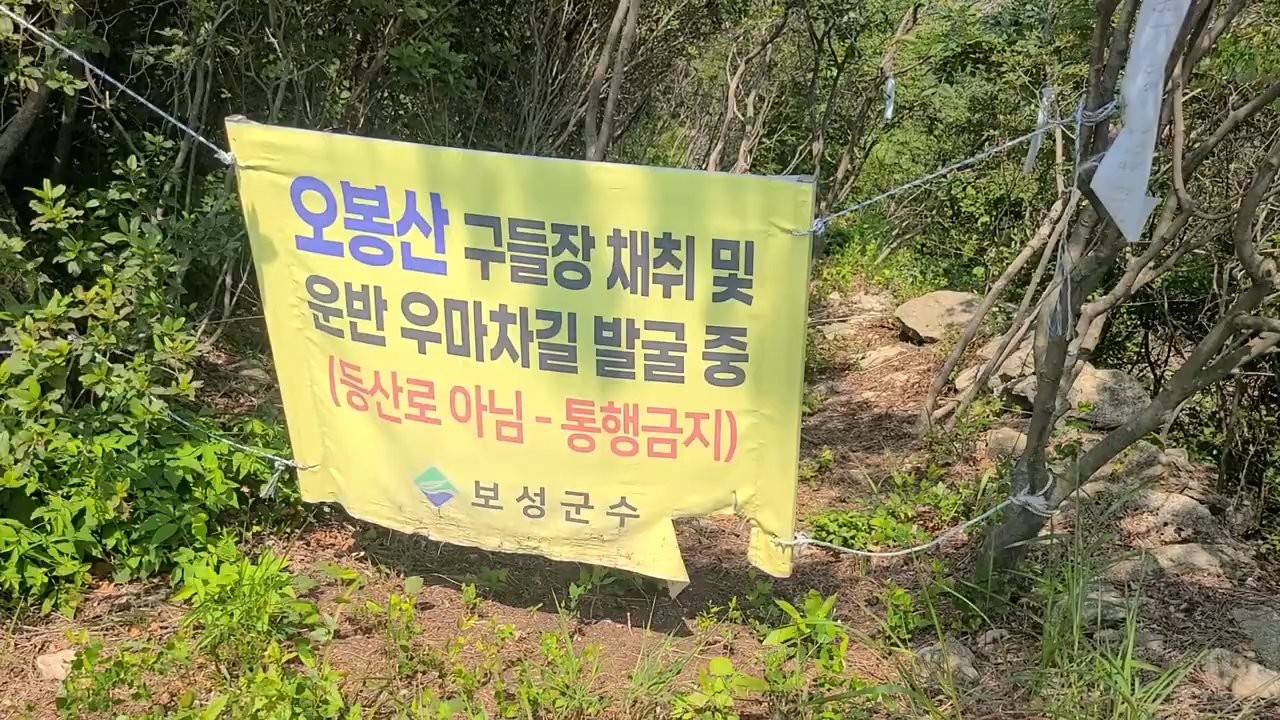 오봉산 구들장 채취 및
운반 우마차길 발굴 중
(등산로 아님 - 통행금지)
보성군수